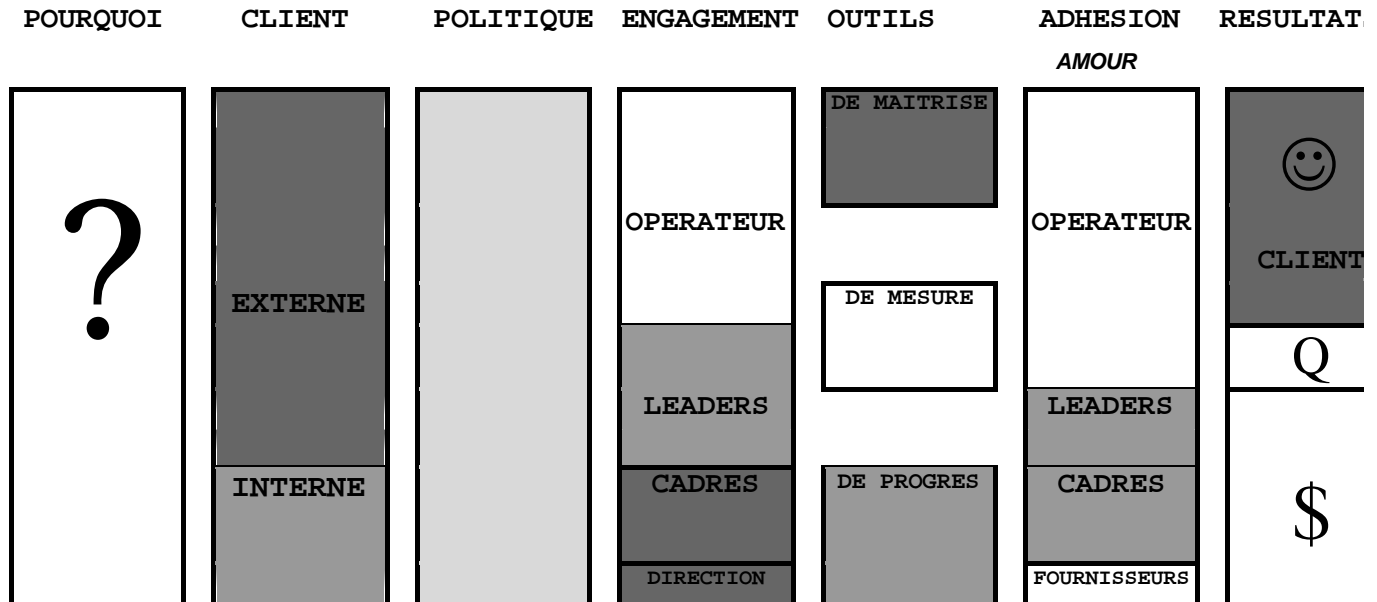 POURQUOI
CLIENT
POLITIQUE
ENGAGEMENT
OUTILS
ADHESION
AMOUR
?
EXTERNE
INTERNE
OPERATEUR
LEADERS
CADRES
DIRECTION
DE MAITRISE
DE MESURE
DE PROGRES
OPERATEUR
LEADERS
CADRES
FOURNISSEURS
RESULTAT
CLIENT
Q
$